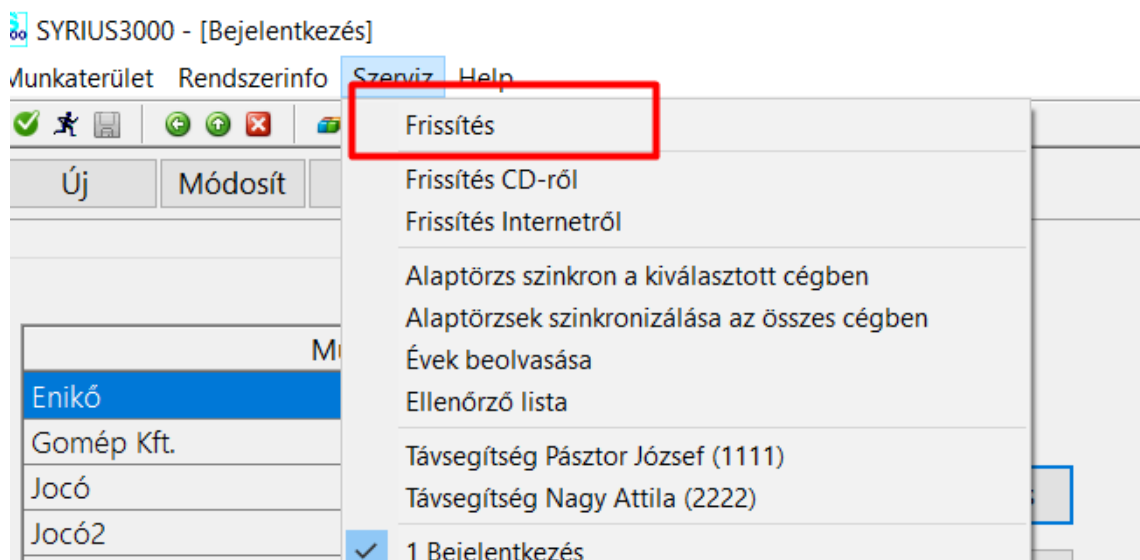 SYRIUS3000 - [Bejelentkezés]
Munkaterület Rendszerinfo Szerviz Help
Frissítés
Új Módosít
Frissítés CD-ről
Frissítés Internetről
Alaptörzs szinkron a kiválasztott cégben
Alaptörzsek szinkronizálása az összes cégben
Évek beolvasása
Ellenőrző lista
Távsegítség Pásztor József (1111)
Távsegítség Nagy Attila (2222)
1 Bejelentkezés
Enikő
Gomép Kft.
Jocó
Jocó2